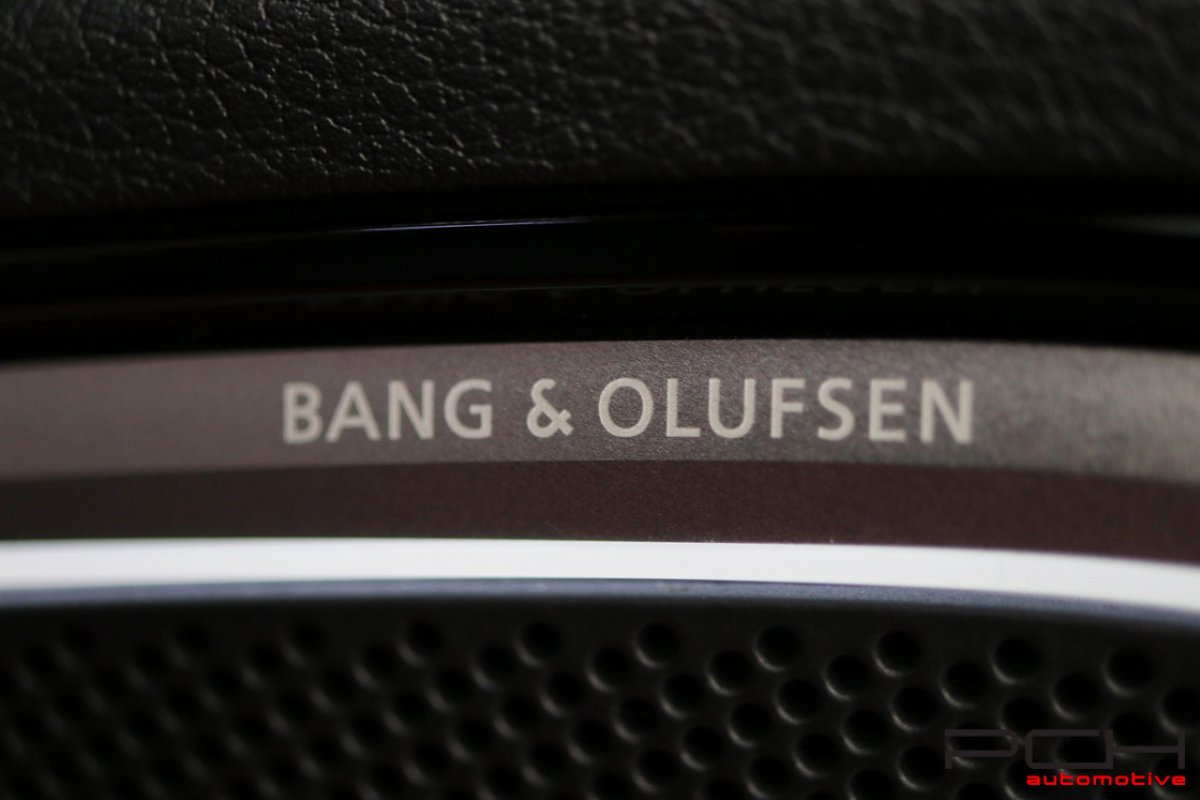 BANG & OLUFSEN
PCH
automotive